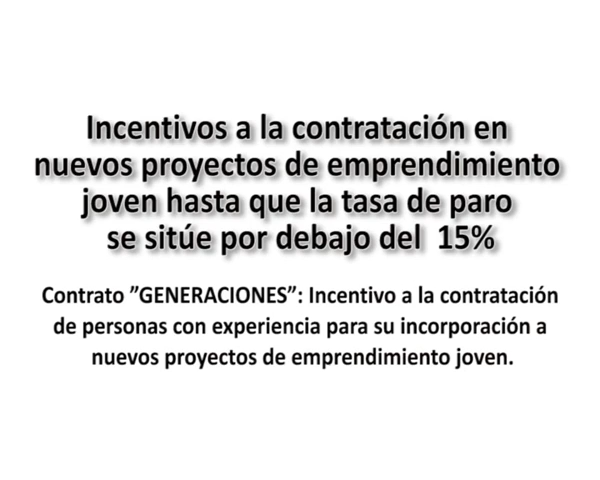 Incentivos a la contratación en
nuevos proyectos de emprendimiento
joven hasta que la tasa de paro
se sitúe por debajo del 15%
Contrato ”GENERACIONES”: Incentivo a la contratación
de personas con experiencia para su incorporación a
nuevos proyectos de emprendimiento joven.